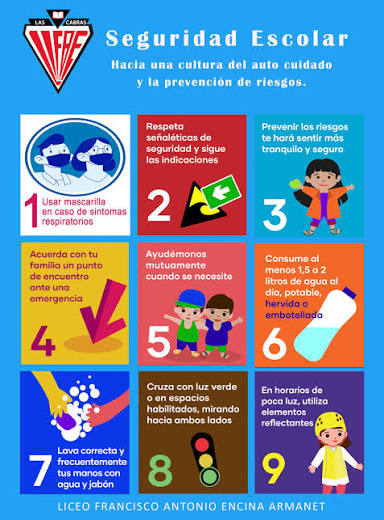 LAS CABRAS
Seguridad Escolar
Hacia una cultura del auto cuidado
y la prevención de riesgos.
1 Usar mascarilla
en caso de sintomas
respiratorios
Respeta
señaléticas de
seguridad y sigue
las indicaciones
2
Prevenir los riesgos
te hará sentir más
tranquilo y seguro
3
Acuerda con tu
familia un punto
de encuentro
ante una
emergencia
4
Ayudémonos
mutuamente
cuando se necesite
5
Consume al
menos 1,5 a 2
litros de agua al
día, potable,
hervida o
embotellada
6
7 Lava correcta y
frecuentemente
tus manos con
agua y jabón
Cruza con luz verde
o en espacios
habilitados, mirando
hacia ambos lados
8
En horarios de
poca luz, utiliza
elementos
reflectantes
9
LICEO FRANCISCO ANTONIO ENCINA ARMANET